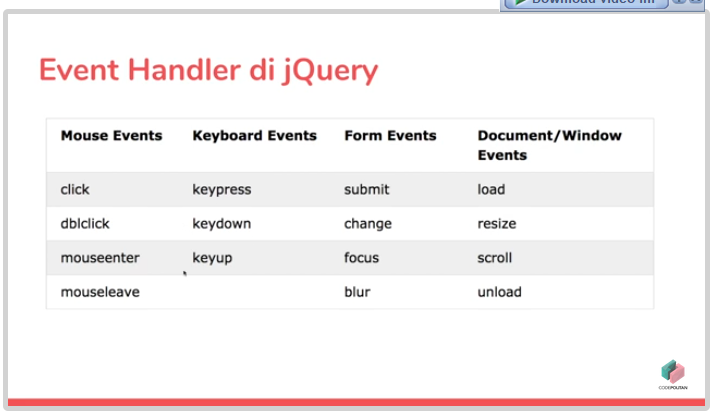 Download Video ini
Event Handler di jQuery
Mouse Events Keyboard Events Form Events Document/Window Events
click keypress submit load
dblclick keydown change resize
mouseenter keyup focus scroll
mouseleave blur unload
CODEPOLITAN